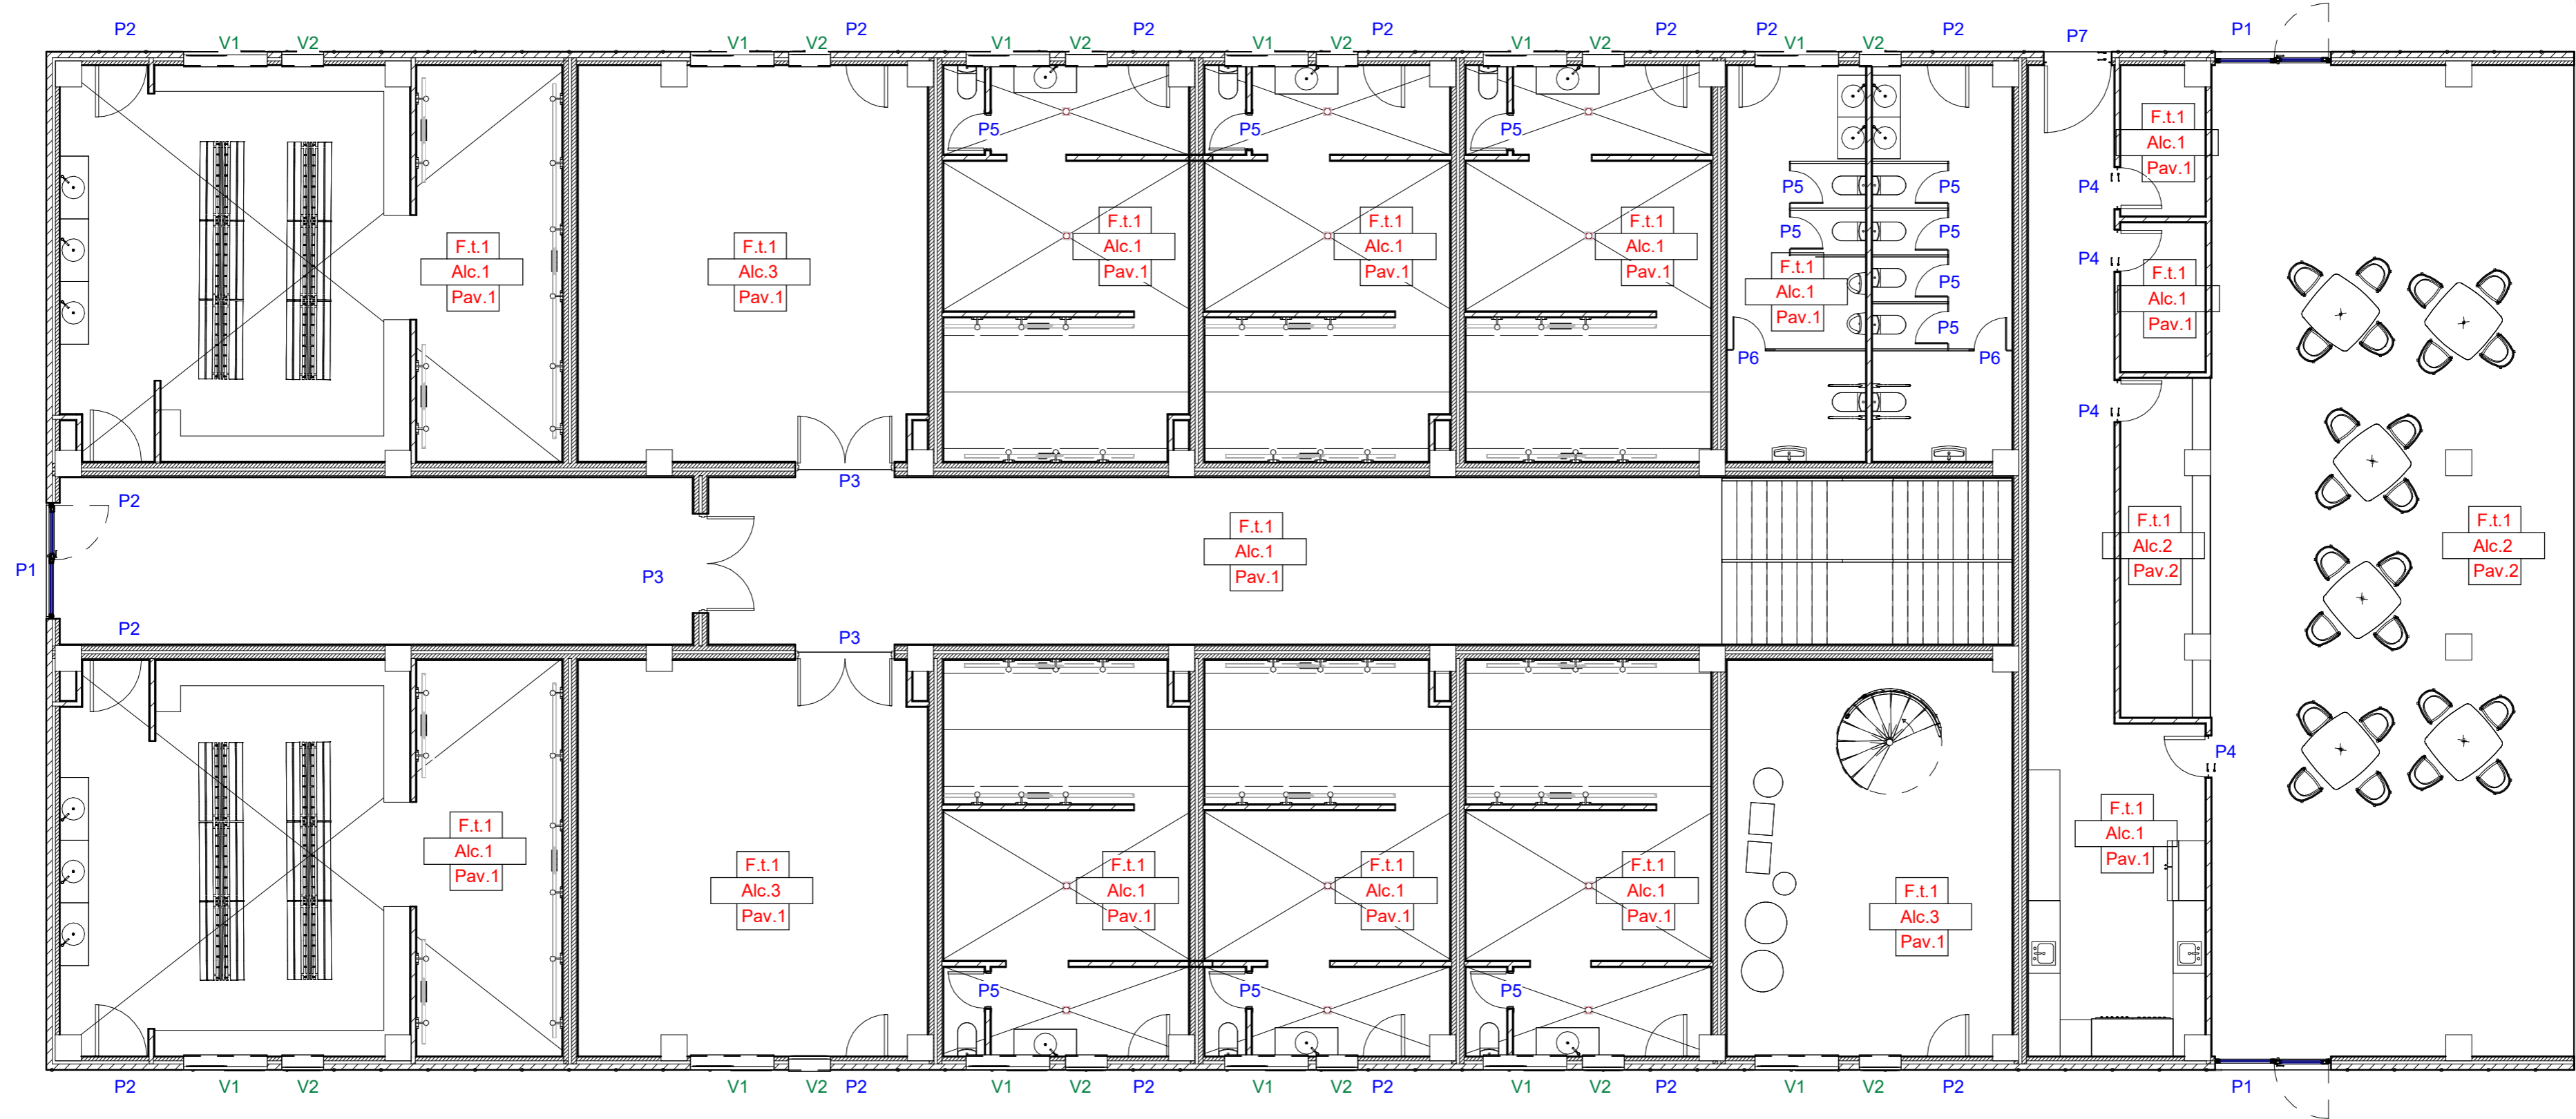 P2 P2 P2 P2 P2 P2 P2 P7 P1
V1 V2 V1 V2 V1 V2 V1 V2 V1 V2 V1 V2
F.t.1
Alc.1
Pav.1
P5 P5 P5
P5 P5 P4
P5 P5
F.t.1 F.t.1 F.t.1
Alc.1 Alc.1 Alc.1
Pav.1 Pav.1 Pav.1
F.t.1 F.t.1
Alc.1 Alc.3
Pav.1 Pav.1
P4
F.t.1 F.t.1
Alc.1 P5 Alc.1
Pav.1 Pav.1
P5
P6 P6
P4
P3
P2
F.t.1 F.t.1 F.t.1
Alc.1 Alc.2 Alc.2
Pav.1 Pav.2 Pav.2
P1 P3
P2 P3
P4
F.t.1
Alc.1
Pav.1
F.t.1
Alc.1
Pav.1
F.t.1 F.t.1 F.t.1 F.t.1
Alc.3 Alc.1 Alc.1 Alc.1
Pav.1 Pav.1 Pav.1 Pav.1
F.t.1
Alc.3
Pav.1
P5 P5 P5
P2 V1 V2 V1 V2 P2 V1 V2 P2 V1 V2 P2 V1 V2 P2 V1 V2 P2 P1